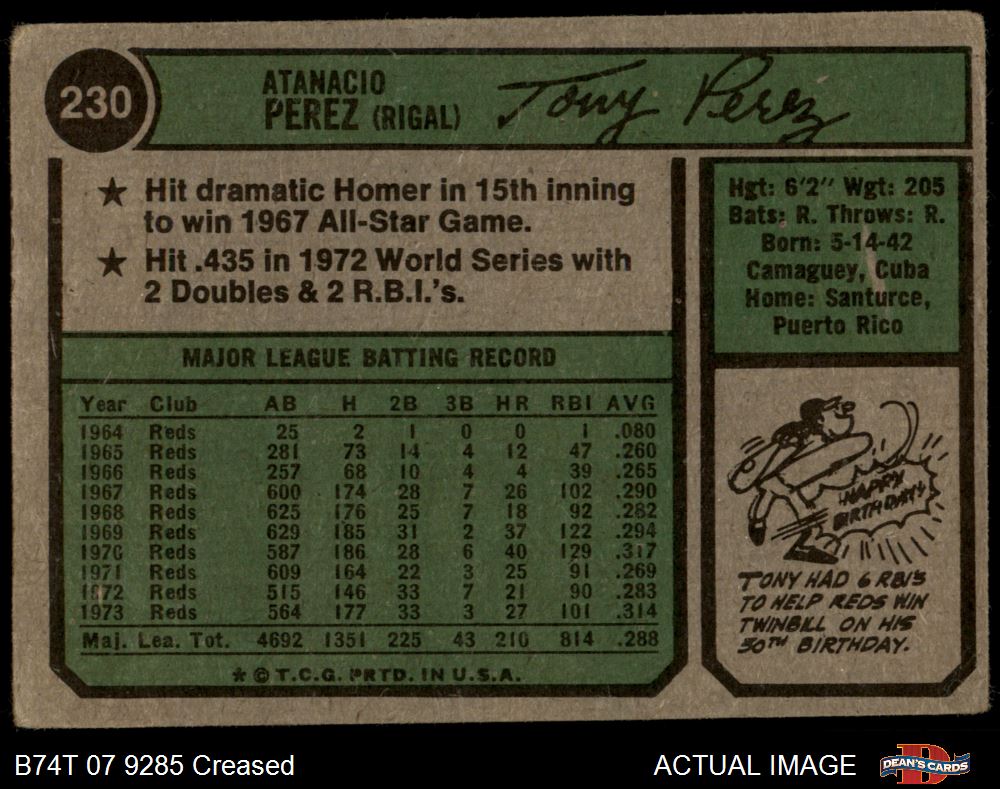 230
ATANACIO
PEREZ (RIGAL)
Tony Perez
★ Hit dramatic Homer in 15th inning
to win 1967 All-Star Game.
★ Hit .435 in 1972 World Series with
2 Doubles & 2 R.B.I.'s.
Hgt: 6'2" Wgt: 205
Bats: R. Throws: R.
Born: 5-14-42
Camaguey, Cuba
Home: Santurce,
Puerto Rico
MAJOR LEAGUE BATTING RECORD
Year Club AB H 2B 3B HR RBI AVG
1964 Reds 25 2 1 0 0 1 .080
1965 Reds 281 73 14 4 12 47 .260
1966 Reds 257 68 10 4 4 39 .265
1967 Reds 600 174 28 7 26 102 .290
1968 Reds 625 176 25 7 18 92 .282
1969 Reds 629 185 31 2 37 122 .294
1970 Reds 587 186 28 6 40 129 .317
1971 Reds 609 164 22 3 25 91 .269
1972 Reds 515 146 33 7 21 90 .283
1973 Reds 564 177 33 3 27 101 .314
Maj. Lea. Tot. 4692 1351 225 43 210 814 .288
* © T.C.G. PRTD. IN U.S.A.
HAPPY
BIRTHDAY!
TONY HAD 6 RBI'S
TO HELP REDS WIN
TWINBILL ON HIS
30TH BIRTHDAY.
B74T 07 9285 Creased
ACTUAL IMAGE
D
DEAN'S CARDS